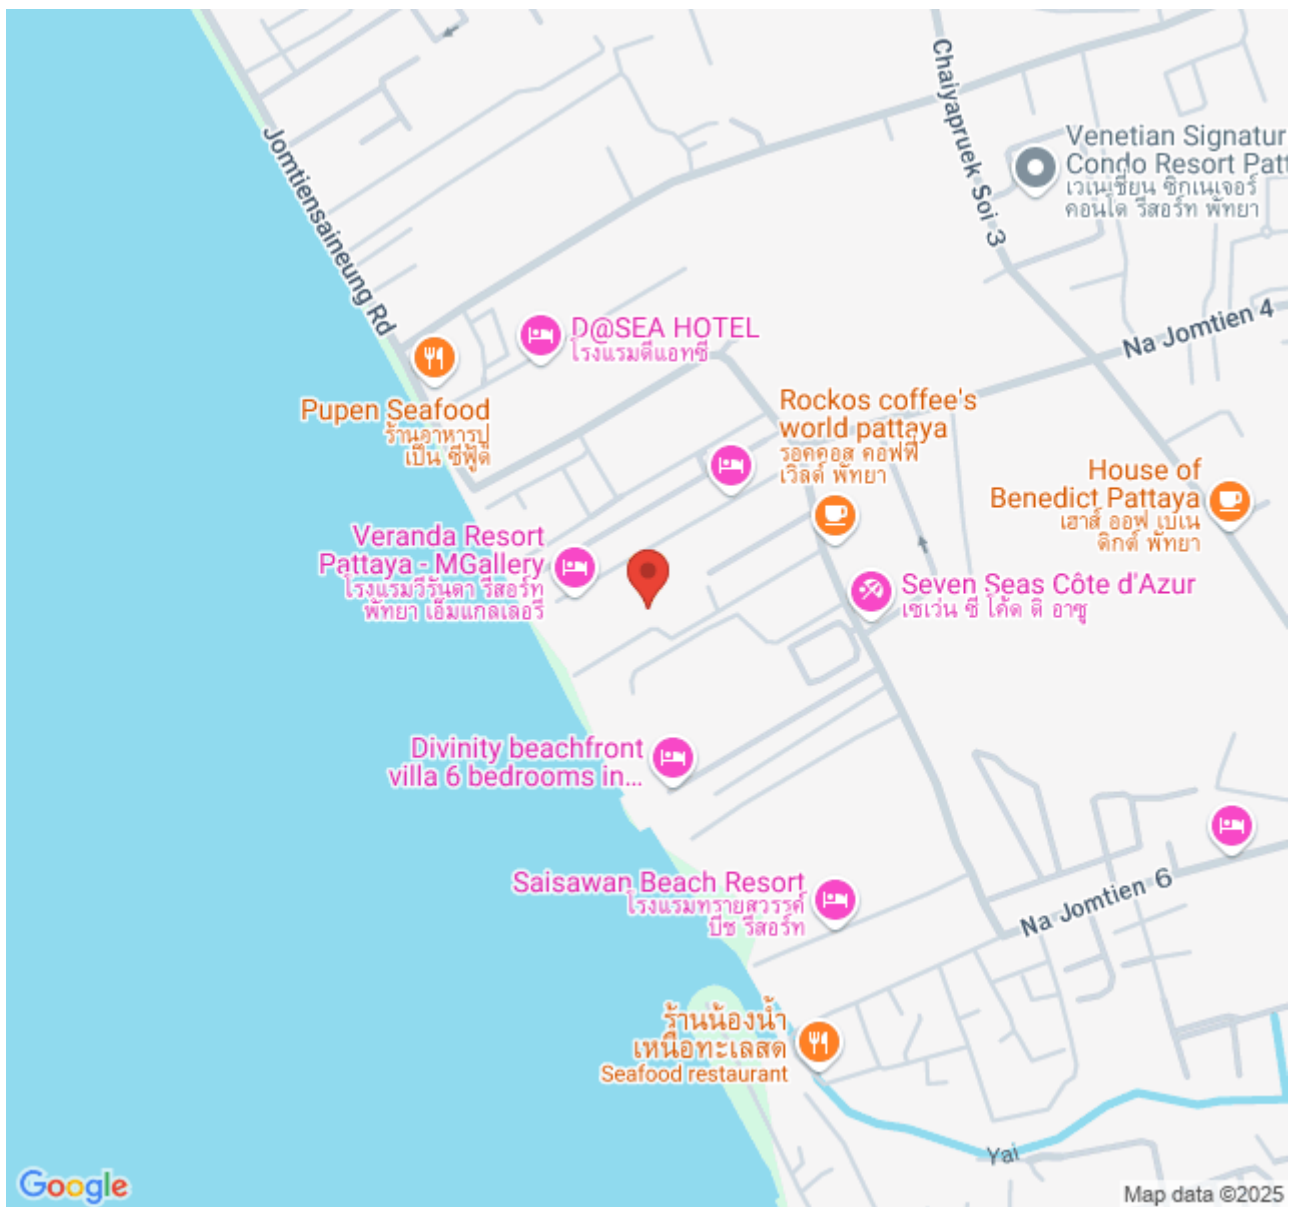 Jomtiensaineung Rd
Chaiyapruek Soi 3
Venetian Signatur
Condo Resort Patt
เวเนเชี่ยน ซิกเนเจอร์
คอนโด รีสอร์ท พัทยา
Na Jomtien 4
D@SEA HOTEL
โรงแรมดีแอทซี
Pupen Seafood
ร้านอาหารปู
เป็น ซีฟู้ด
Rockos coffee's
world pattaya
รอคคอส คอฟฟี่
เวิลด์ พัทยา
House of
Benedict Pattaya
เฮาส์ ออฟ เบเน
ดิกต์ พัทยา
Veranda Resort
Pattaya - MGallery
โรงแรมวีรันดา รีสอร์ท
พัทยา เอ็มแกลเลอรี
Seven Seas Côte d'Azur
เซเว่น ซี โก้ด ดิ อาซู
Divinity beachfront
villa 6 bedrooms in...
Saisawan Beach Resort
โรงแรมทรายสวรรค์
บีช รีสอร์ท
Na Jomtien 6
ร้านน้องน้ำ
เหนือทะเลสด
Seafood restaurant
Yai
Google
Map data ©2025